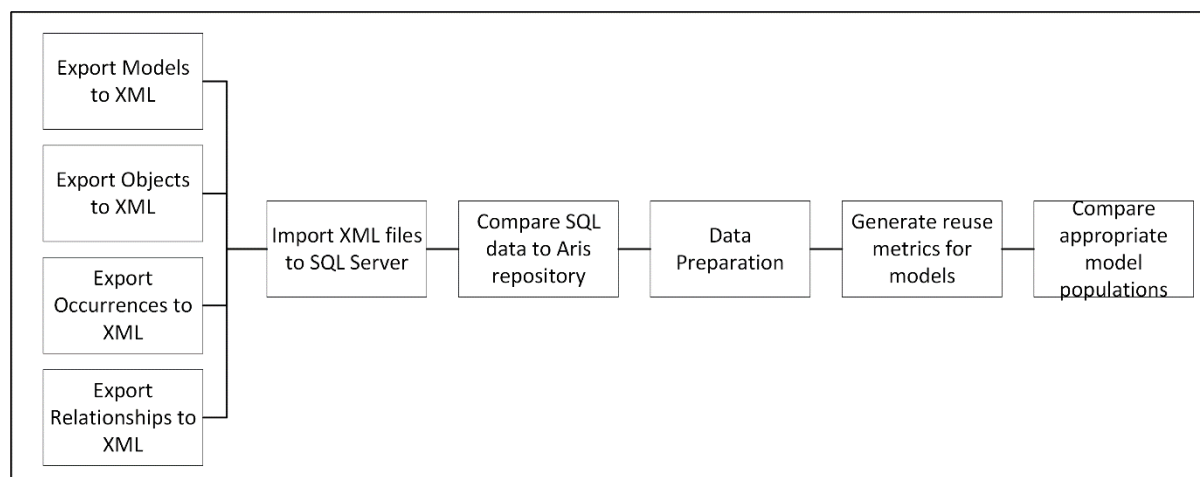 Export Models
to XML
Export Objects
to XML
Export
Occurrences to
XML
Export
Relationships to
XML
Import XML files
to SQL Server
Compare SQL
data to Aris
repository
Data
Preparation
Generate reuse
metrics for
models
Compare
appropriate
model
populations